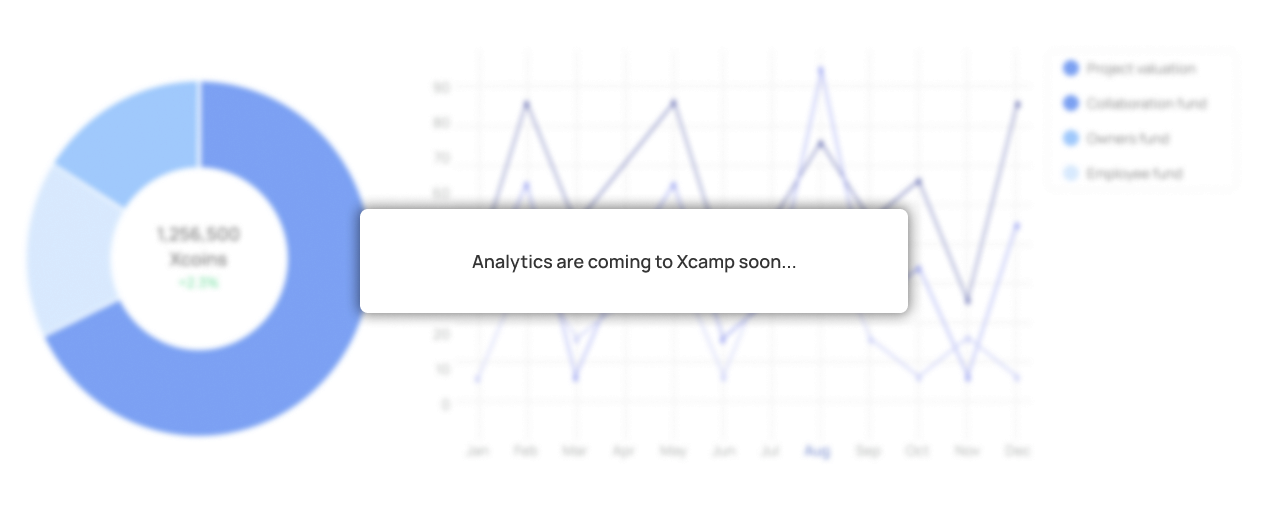 1,256,500
Xcoins
+2.5%
90
80
70
60
20
10
0
Jan
Feb
Mar
Apr
May
Jun
Jul
Aug
Sep
Oct
Nov
Dec
Project valuation
Collaboration fund
Owners fund
Employee fund
Analytics are coming to Xcamp soon...